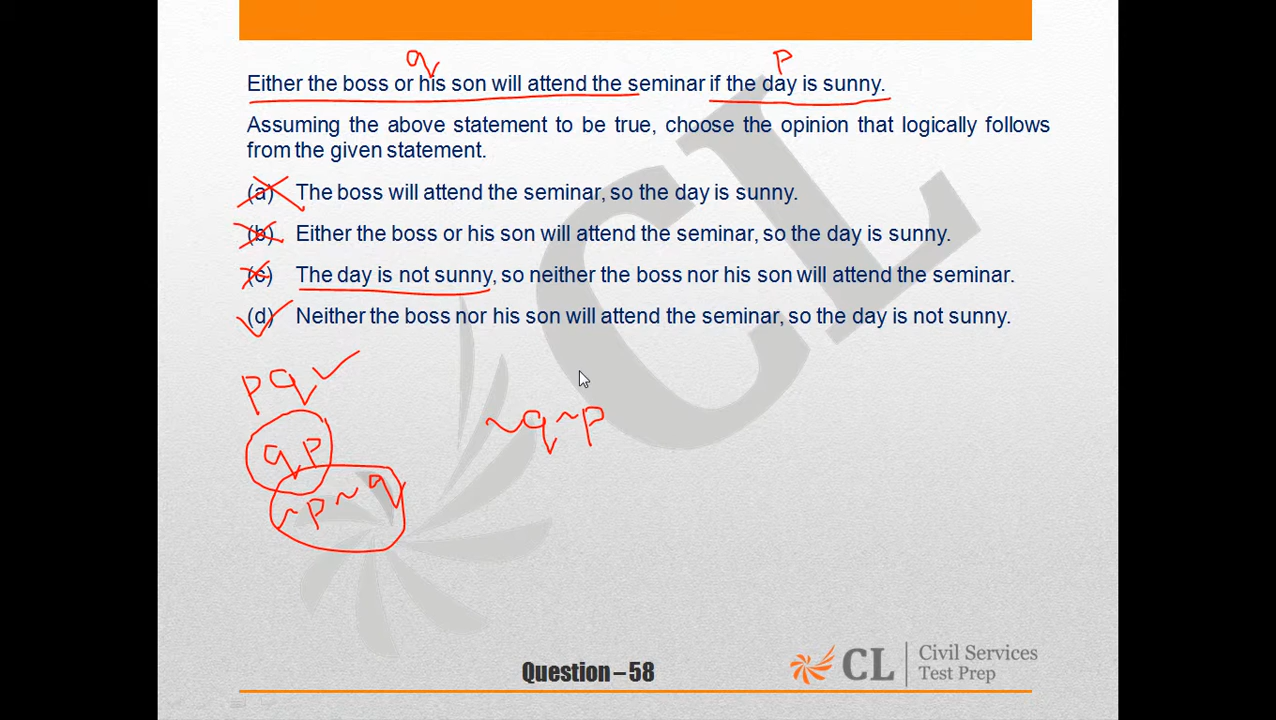 q p
Either the boss or his son will attend the seminar if the day is sunny.
Assuming the above statement to be true, choose the opinion that logically follows
from the given statement.
(a) The boss will attend the seminar, so the day is sunny.
(b) Either the boss or his son will attend the seminar, so the day is sunny.
(c) The day is not sunny, so neither the boss nor his son will attend the seminar.
(d) Neither the boss nor his son will attend the seminar, so the day is not sunny.
pq
~q ~p
qp
~p ~q
CL
Question – 58
CL Civil Services
Test Prep